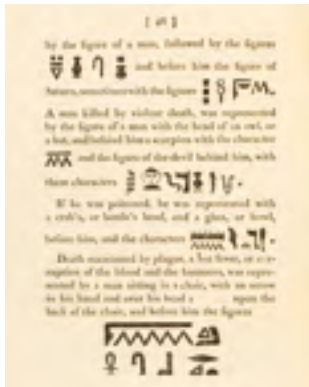 by the figure of a man, followed by the figures
and before him the figure of
Saturn, sometimes with the figures
A man killed by violent death, was represented
by the figure of a man with the head of an owl, or
a bat, and behind him a scorpion with the character
and the figure of the devil behind him, with
these characters
If he was poisoned, he was represented with
a crab's, or beetle's head, and a glass, or bowl,
before him, and the characters
Death occasioned by plague, a hot fever, or
of the blood and the humours, was repre-
sented by a man sitting in a chair, with an arrow
in his hand and over his head a upon the
back of the chair, and before him the figures